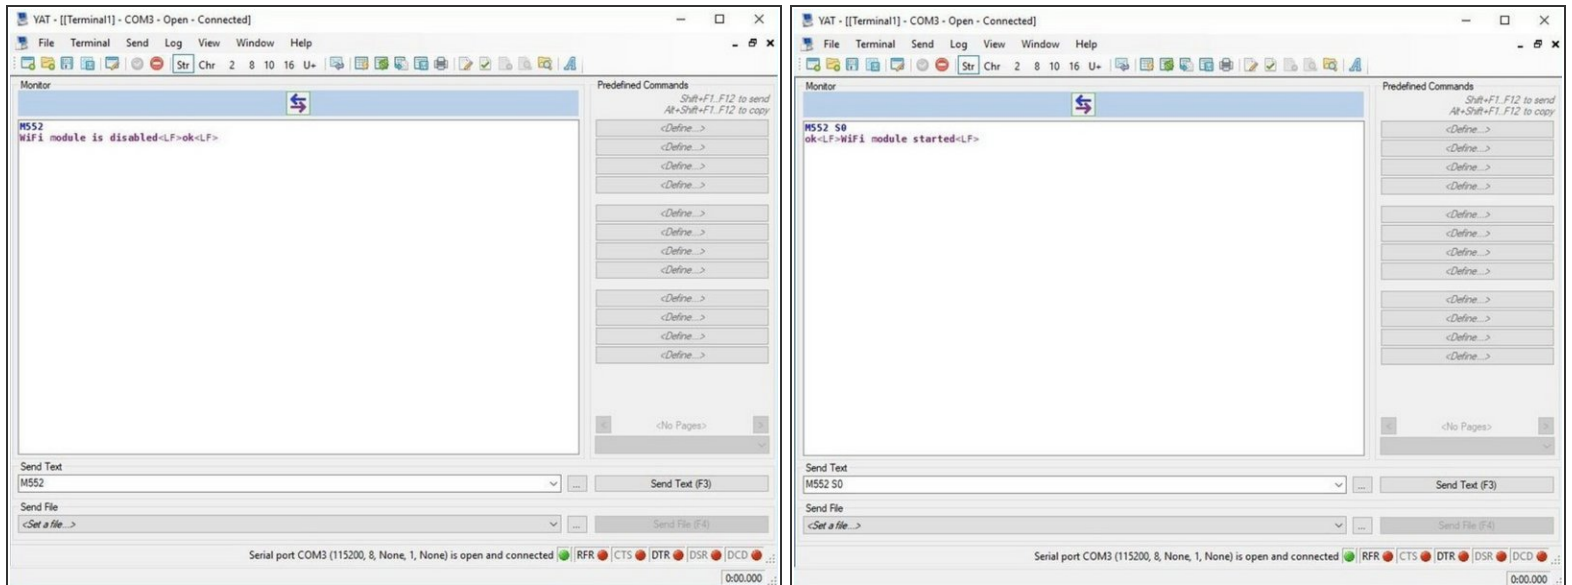 YAT - [[Terminal1] - COM3 - Open - Connected]
File Terminal Send Log View Window Help
Str Chr 2 8 10 16 U+
Monitor
M552
WiFi module is disabled<LF>ok<LF>
Predefined Commands
Shift+F1..F12 to send
Alt+Shift+F1..F12 to copy
<Define...>
<Define...>
<Define...>
<Define...>
<Define...>
<Define...>
<Define...>
<Define...>
<Define...>
<Define...>
<Define...>
<Define...>
< <No Pages> >
Send Text
M552 ... Send Text (F3)
Send File
<Set a file...> ... Send File (F4)
Serial port COM3 (115200, 8, None, 1, None) is open and connected RFR CTS DTR DSR DCD
0:00.000
YAT - [[Terminal1] - COM3 - Open - Connected]
File Terminal Send Log View Window Help
Str Chr 2 8 10 16 U+
Monitor
M552 S0
ok<LF>WiFi module started<LF>
Predefined Commands
Shift+F1..F12 to send
Alt+Shift+F1..F12 to copy
<Define...>
<Define...>
<Define...>
<Define...>
<Define...>
<Define...>
<Define...>
<Define...>
<Define...>
<Define...>
<Define...>
<Define...>
< <No Pages> >
Send Text
M552 S0 ... Send Text (F3)
Send File
<Set a file...> ... Send File (F4)
Serial port COM3 (115200, 8, None, 1, None) is open and connected RFR CTS DTR DSR DCD
0:00.000